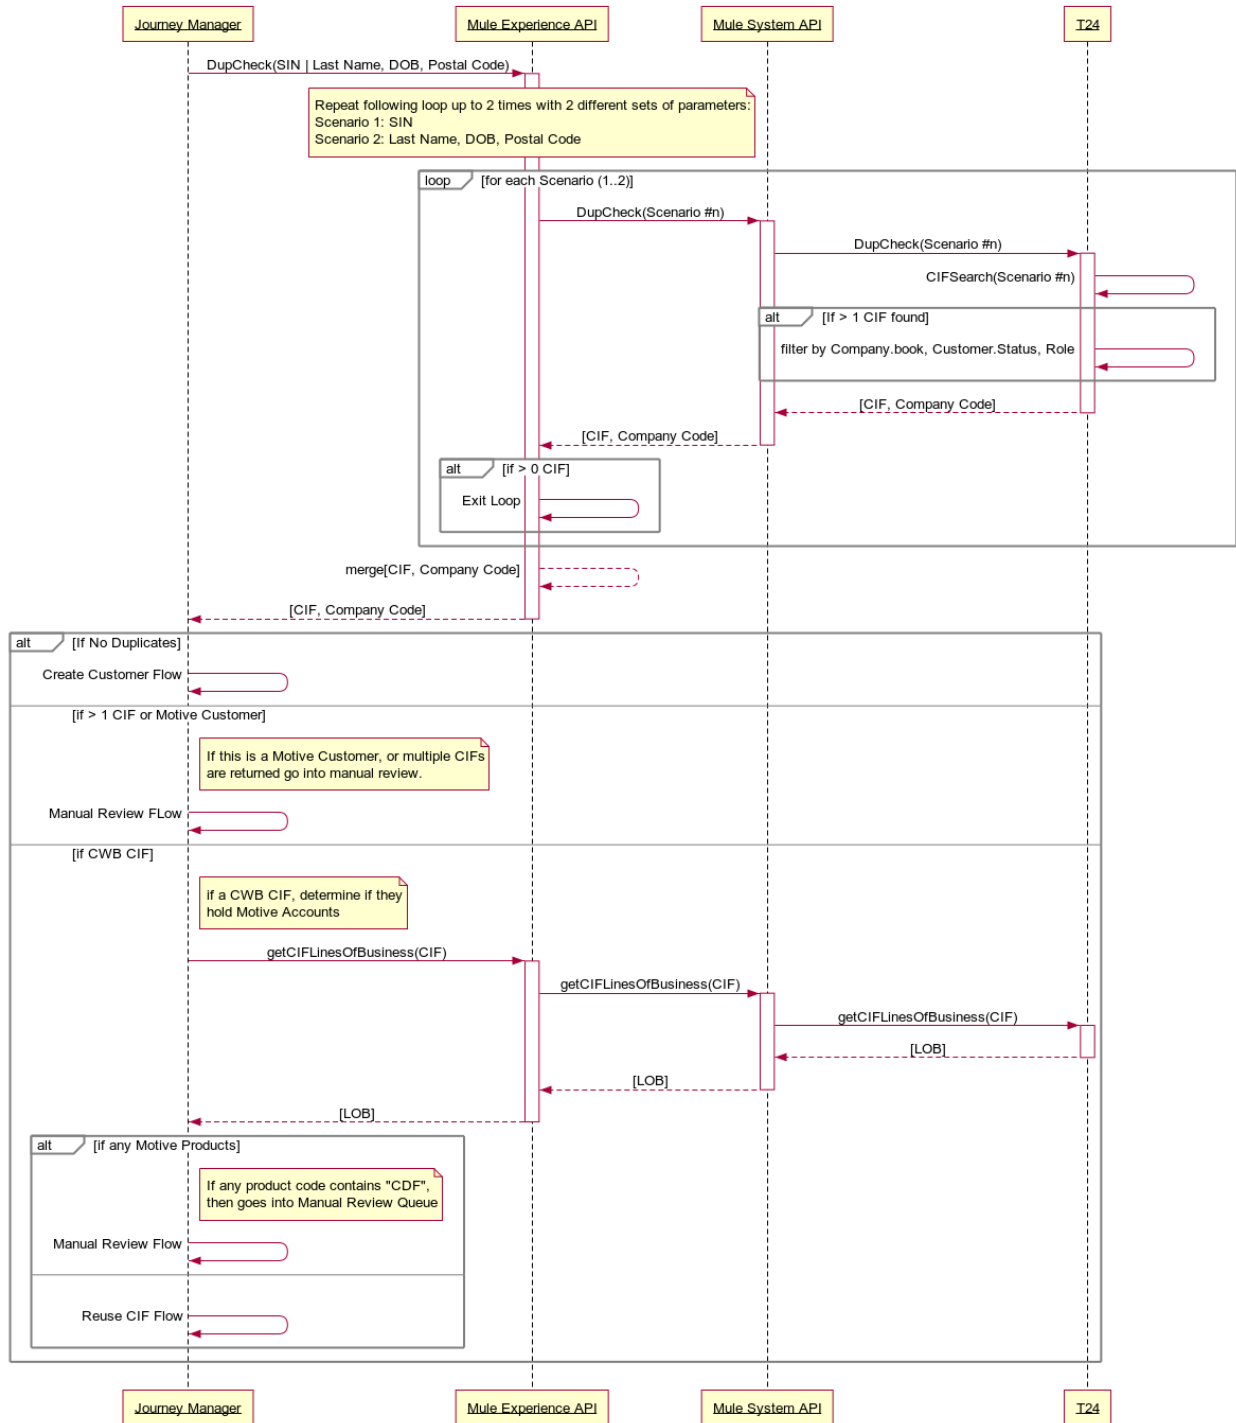 Journey Manager
Mule Experience API
Mule System API
T24
DupCheck(SIN | Last Name, DOB, Postal Code)
Repeat following loop up to 2 times with 2 different sets of parameters:
Scenario 1: SIN
Scenario 2: Last Name, DOB, Postal Code
loop
[for each Scenario (1..2)]
DupCheck(Scenario #n)
DupCheck(Scenario #n)
CIFSearch(Scenario #n)
alt
[If > 1 CIF found]
filter by Company.book, Customer.Status, Role
[CIF, Company Code]
[CIF, Company Code]
alt
[if > 0 CIF]
Exit Loop
merge[CIF, Company Code]
[CIF, Company Code]
alt
[If No Duplicates]
Create Customer Flow
[if > 1 CIF or Motive Customer]
If this is a Motive Customer, or multiple CIFs
are returned go into manual review.
Manual Review FLow
[if CWB CIF]
if a CWB CIF, determine if they
hold Motive Accounts
getCIFLinesOfBusiness(CIF)
getCIFLinesOfBusiness(CIF)
getCIFLinesOfBusiness(CIF)
[LOB]
[LOB]
[LOB]
alt
[if any Motive Products]
If any product code contains "CDF",
then goes into Manual Review Queue
Manual Review Flow
Reuse CIF Flow
Journey Manager
Mule Experience API
Mule System API
T24